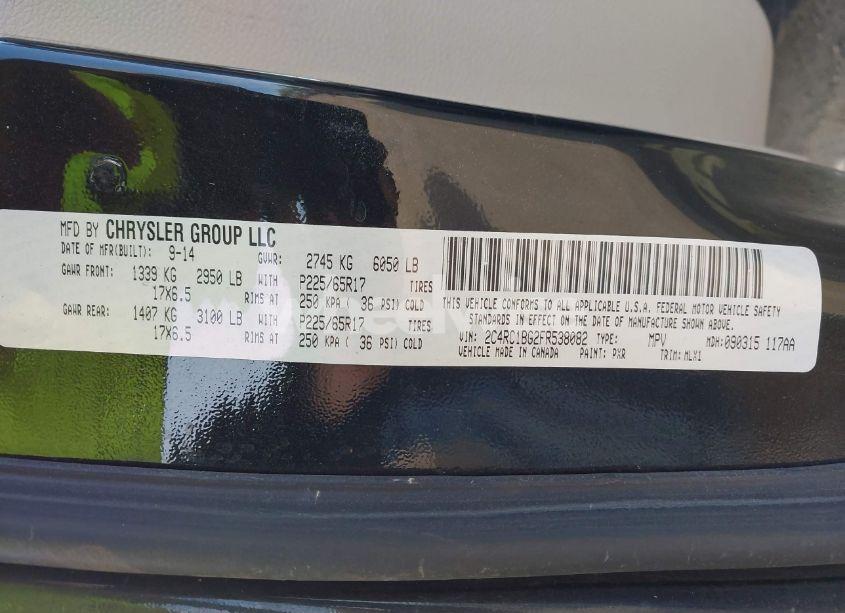 MFD BY CHRYSLER GROUP LLC
DATE OF MFR(BUILT): 9-14 GVWR: 2745 KG 6050 LB
GAWR FRONT: 1339 KG 2950 LB WITH P225/65R17 TIRES
17X6.5 RIMS AT 250 KPA ( 36 PSI) COLD
GAWR REAR: 1407 KG 3100 LB WITH P225/65R17 TIRES
17X6.5 RIMS AT 250 KPA ( 36 PSI) COLD
THIS VEHICLE CONFORMS TO ALL APPLICABLE U.S.A. FEDERAL MOTOR VEHICLE SAFETY
STANDARDS IN EFFECT ON THE DATE OF MANUFACTURE SHOWN ABOVE.
VIN: 2C4RC1BG2FR538082 TYPE: MPV MDH: 090315 117AA
VEHICLE MADE IN CANADA PAINT: PXR TRIM: MLX1